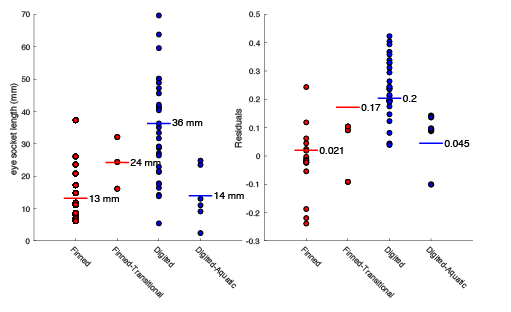 70
60
50
40
30
20
10
0
eye socket length (mm)
13 mm
24 mm
36 mm
14 mm
Finned
Finned-Transitional
Digited
Digited-Aquatic
0.5
0.4
0.3
0.2
0.1
0
-0.1
-0.2
-0.3
Residuals
0.021
0.17
0.2
0.045
Finned
Finned-Transitional
Digited
Digited-Aquatic